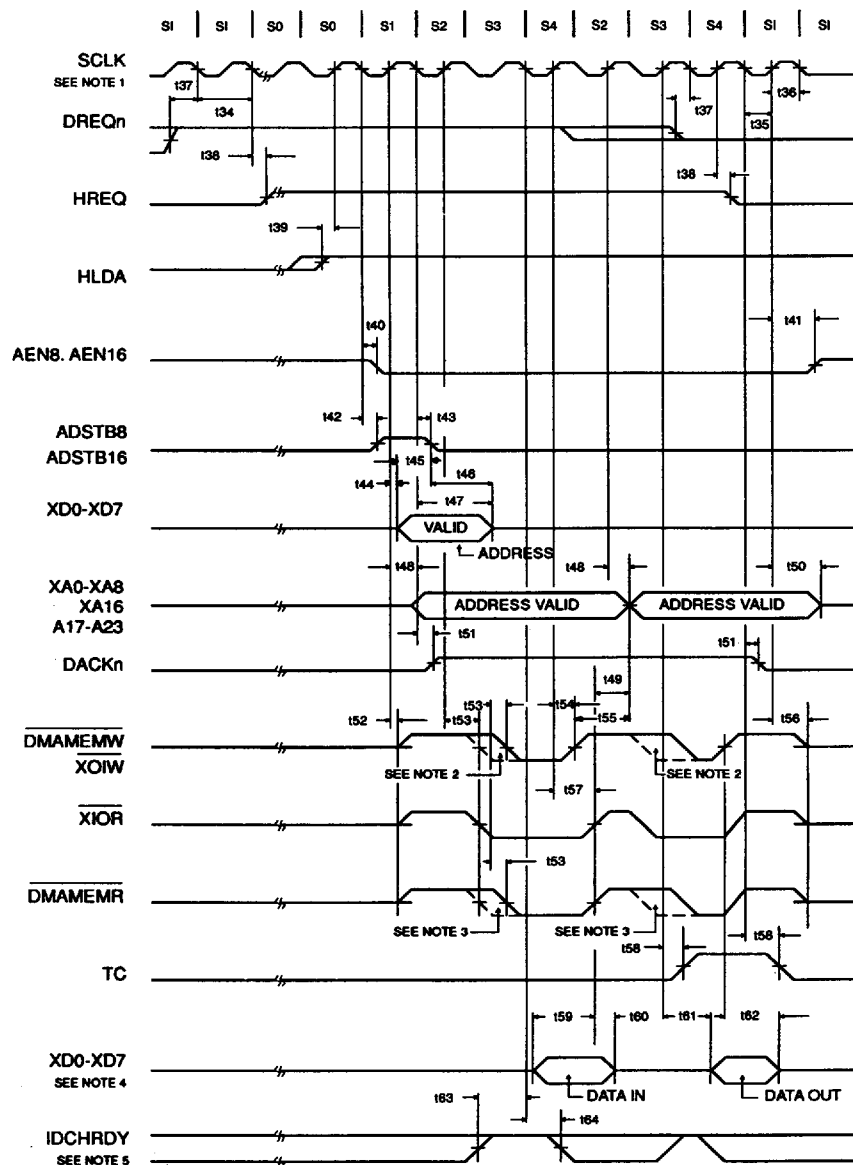 SI SI S0 S0 S1 S2 S3 S4 S2 S3 S4 SI SI
SCLK
SEE NOTE 1
t37 t34 t37 t36
DREQn
t35
t38 t38
HREQ
t39
HLDA
t40 t41
AEN8. AEN16
t42 t43
ADSTB8
ADSTB16
t45 t46
t44 t47
XD0-XD7
VALID
ADDRESS
t48 t48 t50
XA0-XA8
XA16
A17-A23
ADDRESS VALID ADDRESS VALID
t51 t51
DACKn
t49
t52 t53 t53 t54 t55 t56
DMAMEMW
XOIW
SEE NOTE 2 SEE NOTE 2
t57
XIOR
t53
DMAMEMR
SEE NOTE 3 SEE NOTE 3
t58 t58
TC
t59 t60 t61 t62
XD0-XD7
SEE NOTE 4
DATA IN DATA OUT
t63 t64
IDCHRDY
SEE NOTE 5